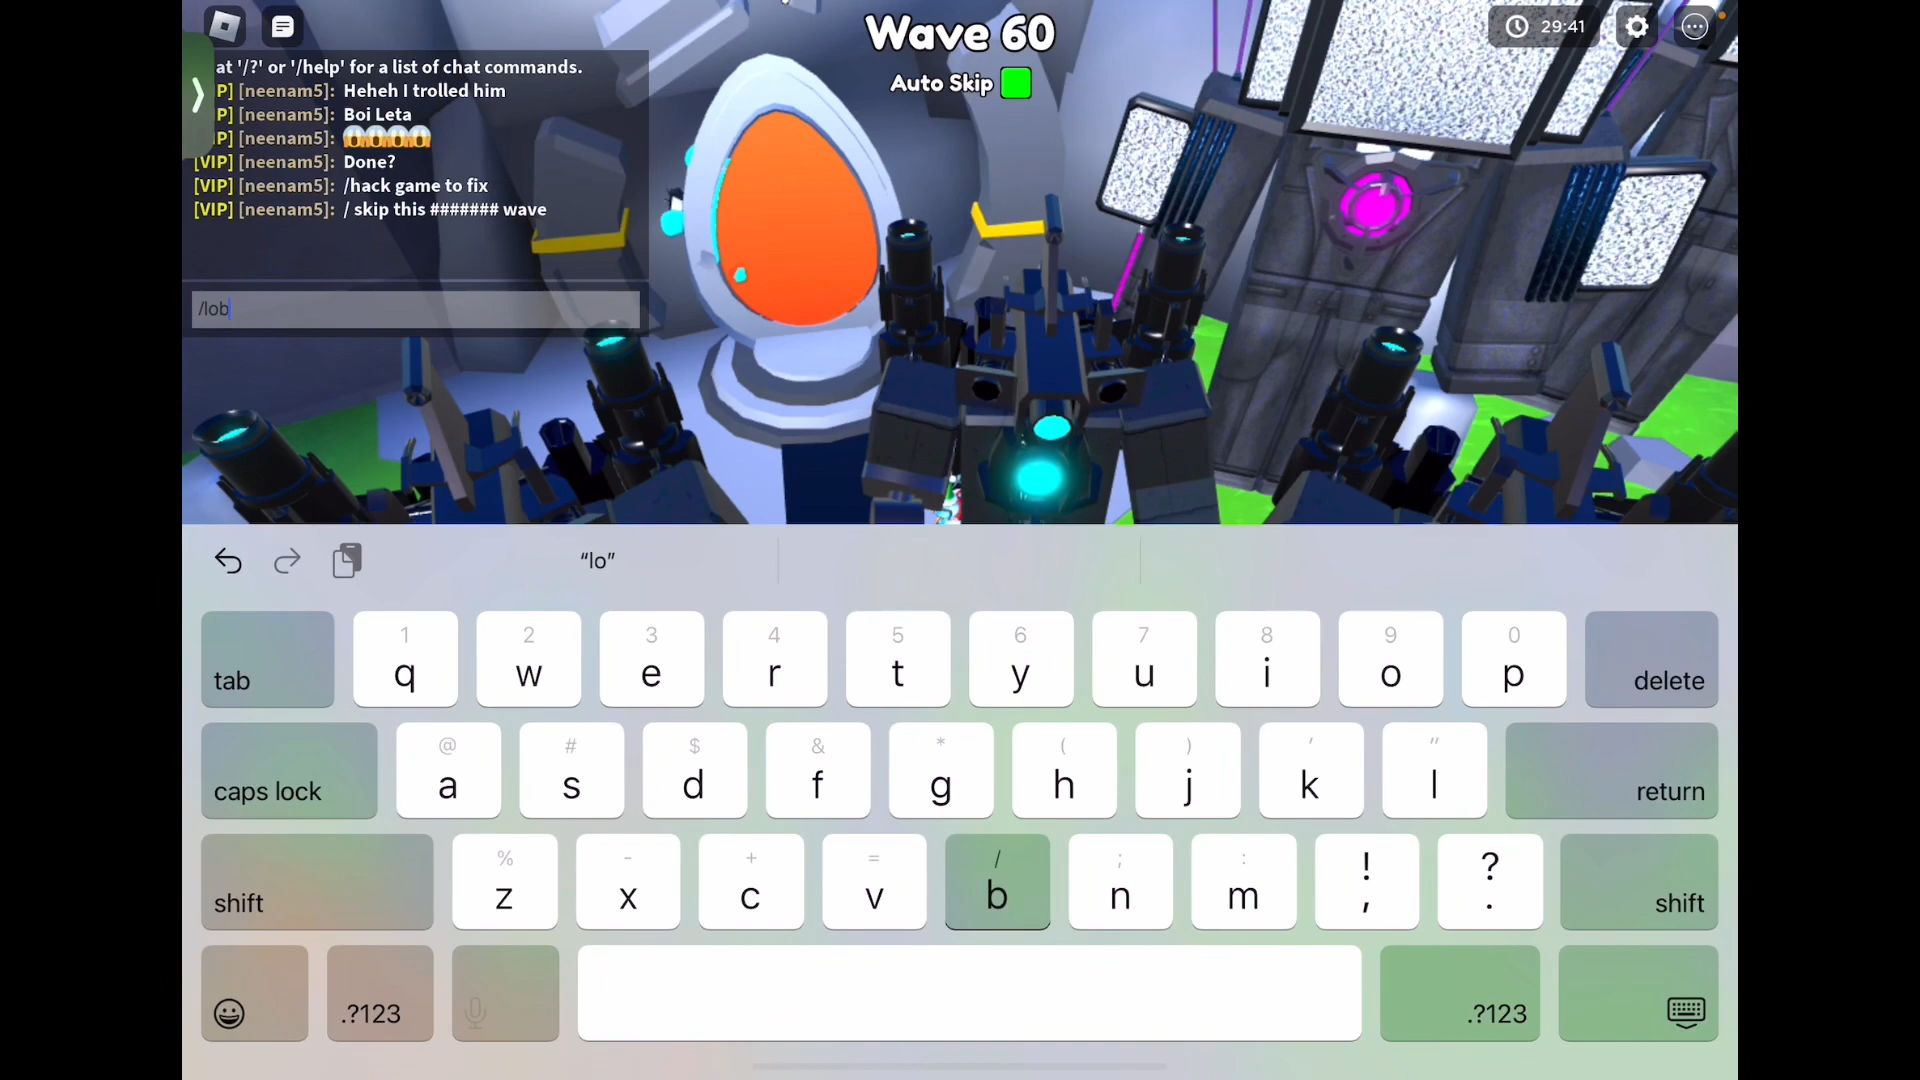 Wave 60
Auto Skip
29:41
at '/?' or '/help' for a list of chat commands.
P] [neenam5]: Heheh I trolled him
P] [neenam5]: Boi Leta
P] [neenam5]: 😱😱😱😱
[VIP] [neenam5]: Done?
[VIP] [neenam5]: /hack game to fix
[VIP] [neenam5]: / skip this ####### wave
/lob
“lo”
1 2 3 4 5 6 7 8 9 0
tab q w e r t y u i o p delete
@ # $ & * ( ) ' "
caps lock a s d f g h j k l return
% - + = / ; : ! ?
shift z x c v b n m , . shift
.?123 .?123